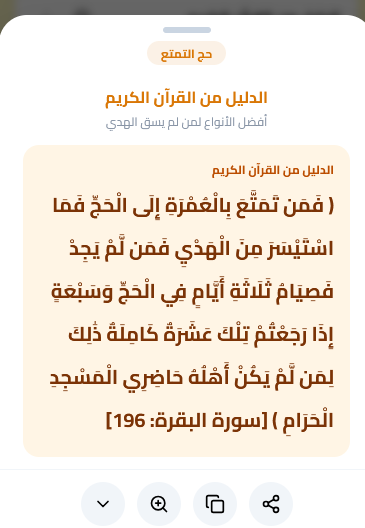 حج التمتع
الدليل من القرآن الكريم
أفضل الأنواع لمن لم يسق الهدي
الدليل من القرآن الكريم
( فَمَن تَمَتَّعَ بِالْعُمْرَةِ إِلَى الْحَجِّ فَمَا
اسْتَيْسَرَ مِنَ الْهَدْيِ فَمَن لَّمْ يَجِدْ
فَصِيَامُ ثَلَاثَةِ أَيَّامٍ فِي الْحَجِّ وَسَبْعَةٍ
إِذَا رَجَعْتُمْ تِلْكَ عَشَرَةٌ كَامِلَةٌ ذَٰلِكَ
لِمَن لَّمْ يَكُنْ أَهْلُهُ حَاضِرِي الْمَسْجِدِ
الْحَرَامِ ) [سورة البقرة: 196]